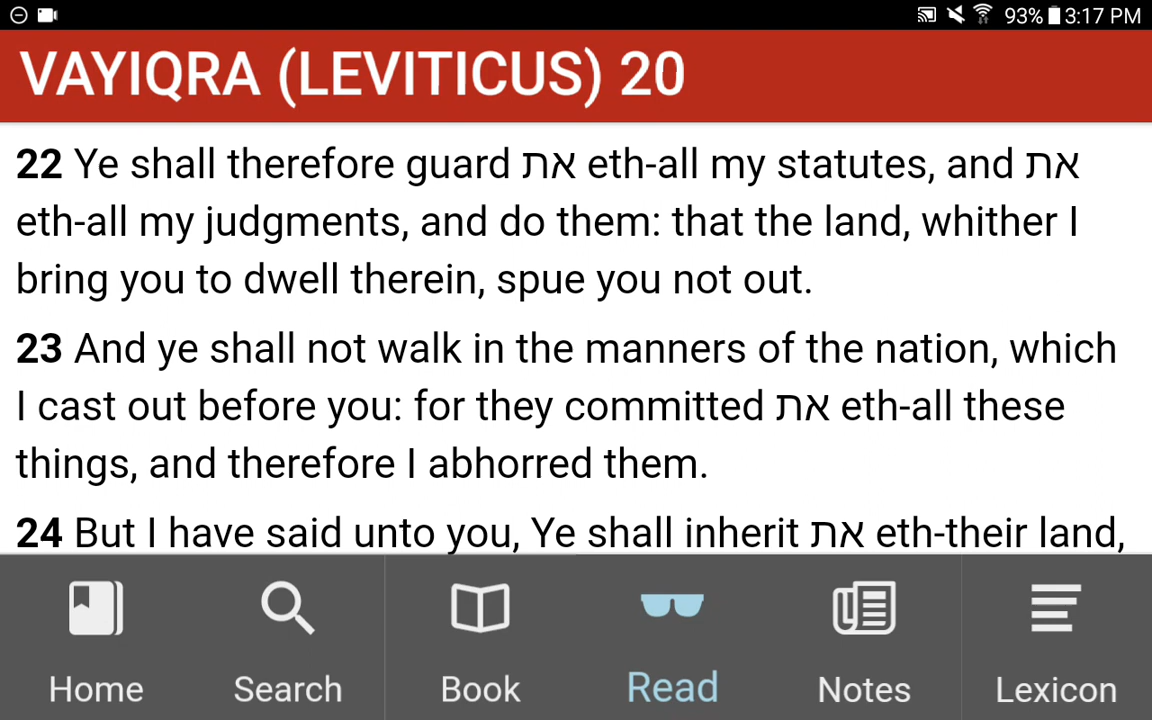 93% 3:17 PM
VAYIQRA (LEVITICUS) 20
22 Ye shall therefore guard את eth-all my statutes, and את
eth-all my judgments, and do them: that the land, whither I
bring you to dwell therein, spue you not out.
23 And ye shall not walk in the manners of the nation, which
I cast out before you: for they committed את eth-all these
things, and therefore I abhorred them.
24 But I have said unto you, Ye shall inherit את eth-their land,
Home Search Book Read Notes Lexicon